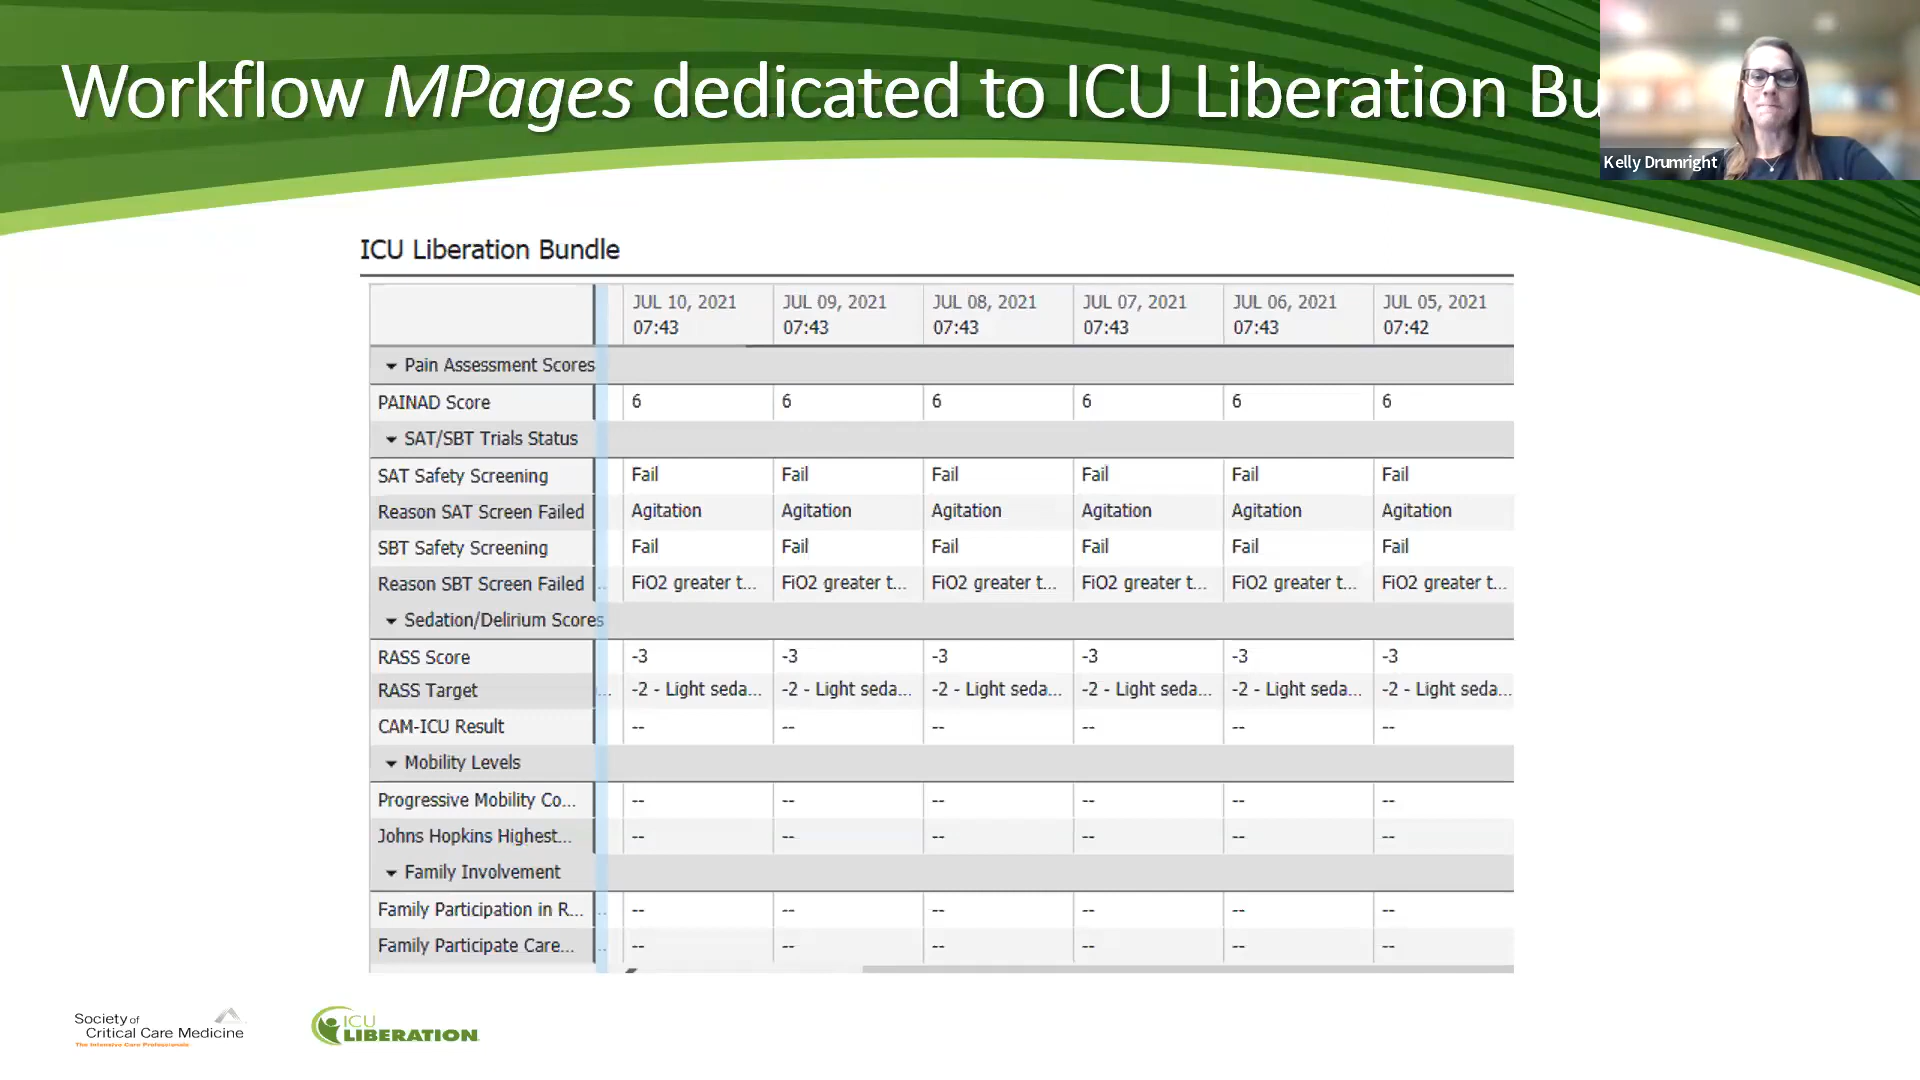 Workflow MPages dedicated to ICU Liberation Bu
Kelly Drumright
ICU Liberation Bundle
JUL 10, 2021 JUL 09, 2021 JUL 08, 2021 JUL 07, 2021 JUL 06, 2021 JUL 05, 2021
07:43 07:43 07:43 07:43 07:43 07:42
Pain Assessment Scores
PAINAD Score 6 6 6 6 6 6
SAT/SBT Trials Status
SAT Safety Screening Fail Fail Fail Fail Fail Fail
Reason SAT Screen Failed Agitation Agitation Agitation Agitation Agitation Agitation
SBT Safety Screening Fail Fail Fail Fail Fail Fail
Reason SBT Screen Failed ... FiO2 greater t... FiO2 greater t... FiO2 greater t... FiO2 greater t... FiO2 greater t... FiO2 greater t...
Sedation/Delirium Scores
RASS Score -3 -3 -3 -3 -3 -3
RASS Target ... -2 - Light seda... -2 - Light seda... -2 - Light seda... -2 - Light seda... -2 - Light seda... -2 - Light seda...
CAM-ICU Result -- -- -- -- -- --
Mobility Levels
Progressive Mobility Co... -- -- -- -- -- --
Johns Hopkins Highest... -- -- -- -- -- --
Family Involvement
Family Participation in R... -- -- -- -- -- --
Family Participate Care... -- -- -- -- -- --
Society of
Critical Care Medicine
The Intensive Care Professionals
ICU
LIBERATION